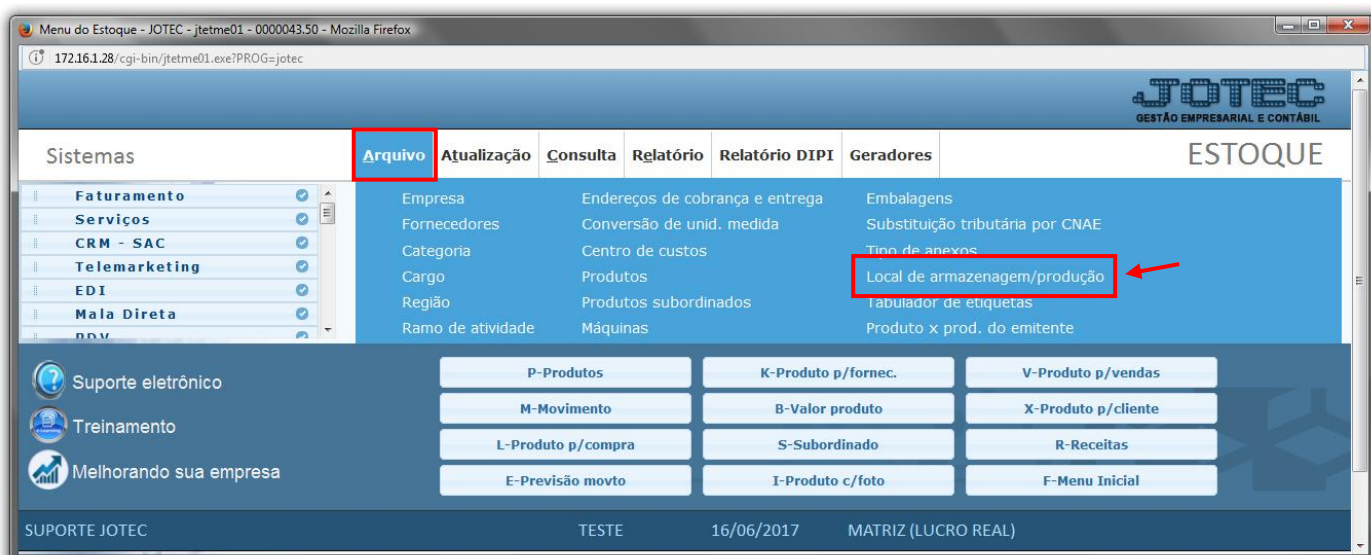 Menu do Estoque - JOTEC - jtetme01 - 0000043.50 - Mozilla Firefox
172.16.1.28/cgi-bin/jtetme01.exe?PROG=jotec
JOTEC
GESTÃO EMPRESARIAL E CONTÁBIL
Sistemas
Arquivo Atualização Consulta Relatório Relatório DIPI Geradores
ESTOQUE
Faturamento
Serviços
CRM - SAC
Telemarketing
EDI
Mala Direta
PDV
Empresa Endereços de cobrança e entrega Embalagens
Fornecedores Conversão de unid. medida Substituição tributária por CNAE
Categoria Centro de custos Tipo de anexos
Cargo Produtos Local de armazenagem/produção
Região Produtos subordinados Tabulador de etiquetas
Ramo de atividade Máquinas Produto x prod. do emitente
Suporte eletrônico
Treinamento
Melhorando sua empresa
P-Produtos K-Produto p/fornec. V-Produto p/vendas
M-Movimento B-Valor produto X-Produto p/cliente
L-Produto p/compra S-Subordinado R-Receitas
E-Previsão movto I-Produto c/foto F-Menu Inicial
SUPORTE JOTEC TESTE 16/06/2017 MATRIZ (LUCRO REAL)